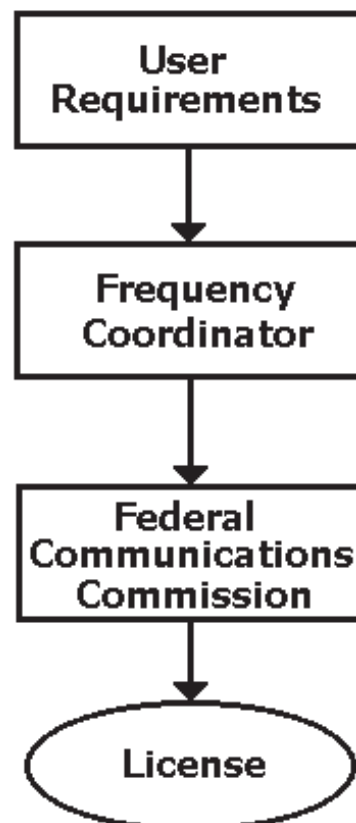 User
Requirements
Frequency
Coordinator
Federal
Communications
Commission
License